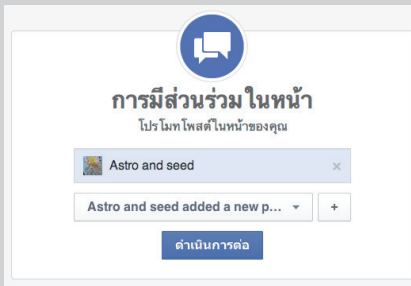 การมีส่วนร่วมในหน้า
โปรโมทโพสต์ในหน้าของคุณ
Astro and seed ×
Astro and seed added a new p... +
ดำเนินการต่อ